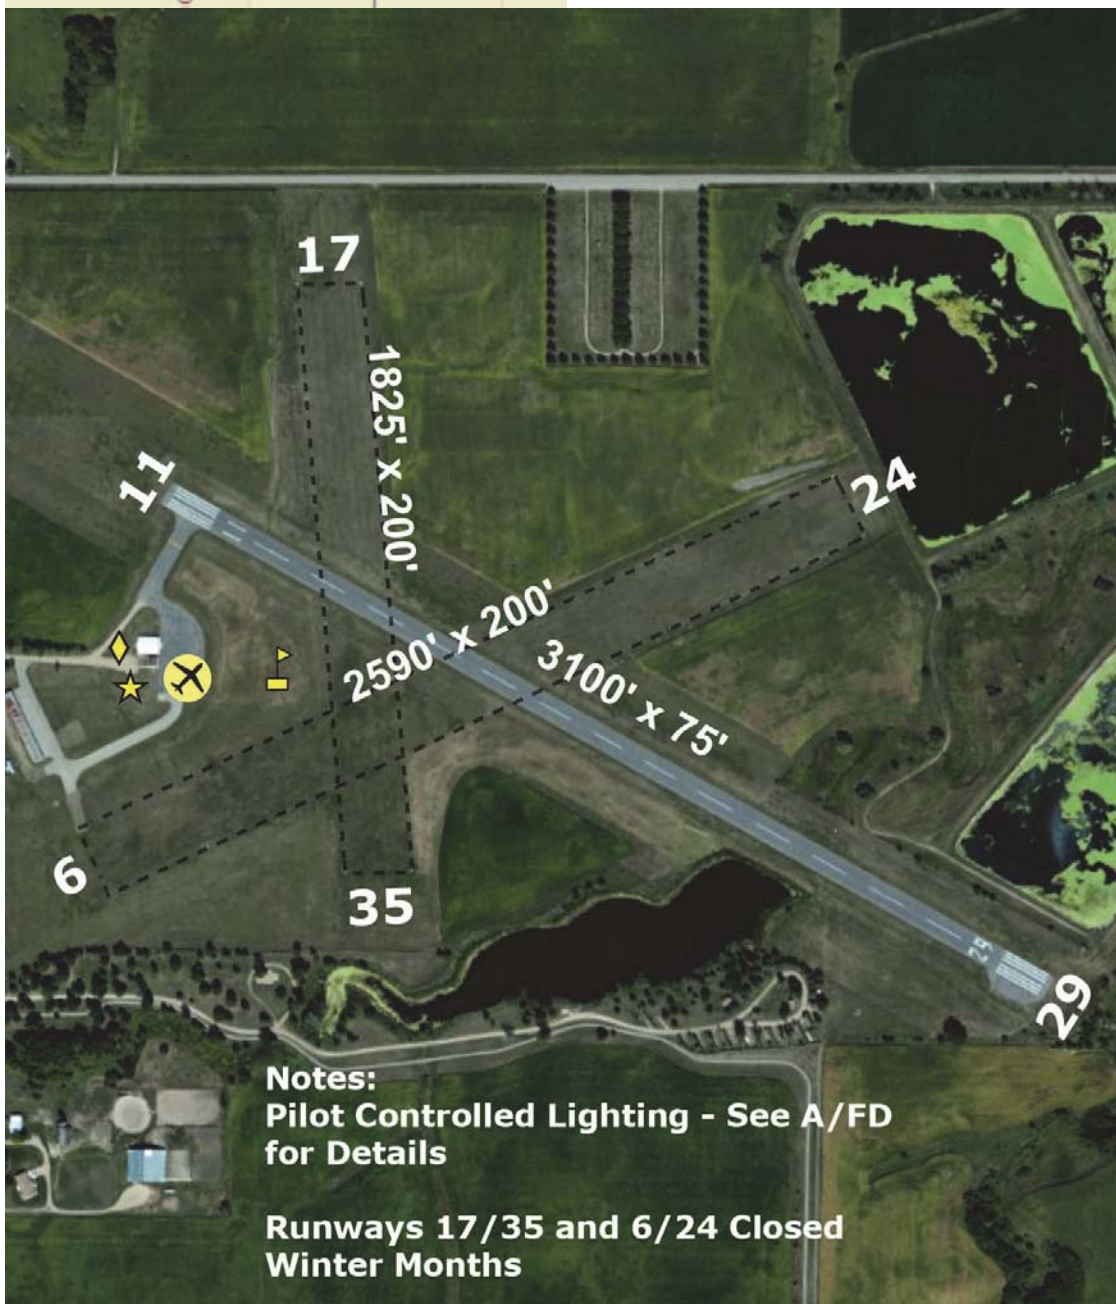 17
1825' x 200'
11
24
2590' x 200'
3100' x 75'
6
35
29
29
Notes:
Pilot Controlled Lighting - See A/FD
for Details
Runways 17/35 and 6/24 Closed
Winter Months